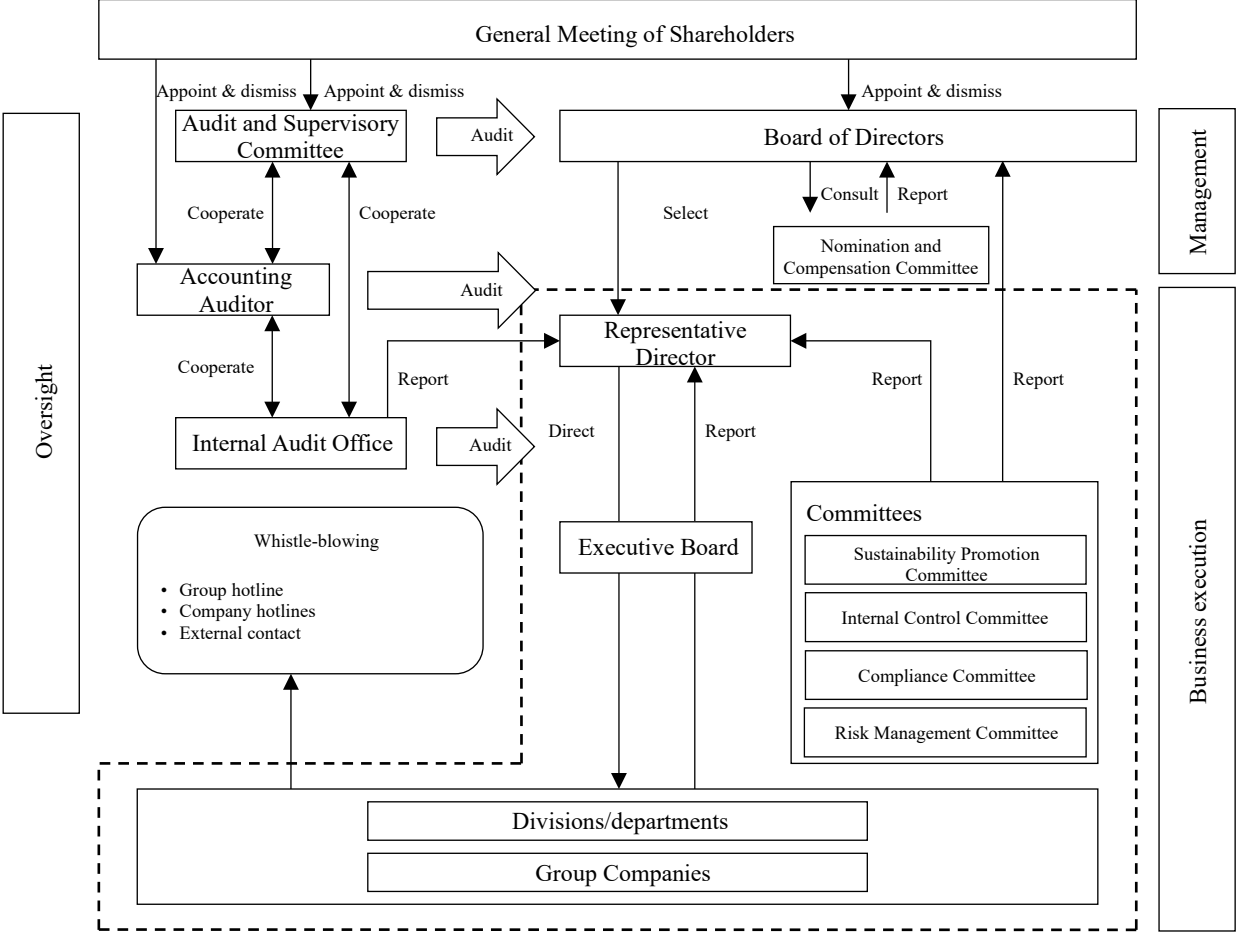 General Meeting of Shareholders
Appoint & dismiss
Appoint & dismiss
Appoint & dismiss
Audit and Supervisory
Committee
Audit
Board of Directors
Management
Cooperate
Cooperate
Select
Consult
Report
Nomination and
Compensation Committee
Accounting
Auditor
Audit
Representative
Director
Oversight
Cooperate
Report
Report
Report
Internal Audit Office
Audit
Direct
Report
Whistle-blowing
• Group hotline
• Company hotlines
• External contact
Executive Board
Committees
Sustainability Promotion
Committee
Internal Control Committee
Compliance Committee
Risk Management Committee
Business execution
Divisions/departments
Group Companies